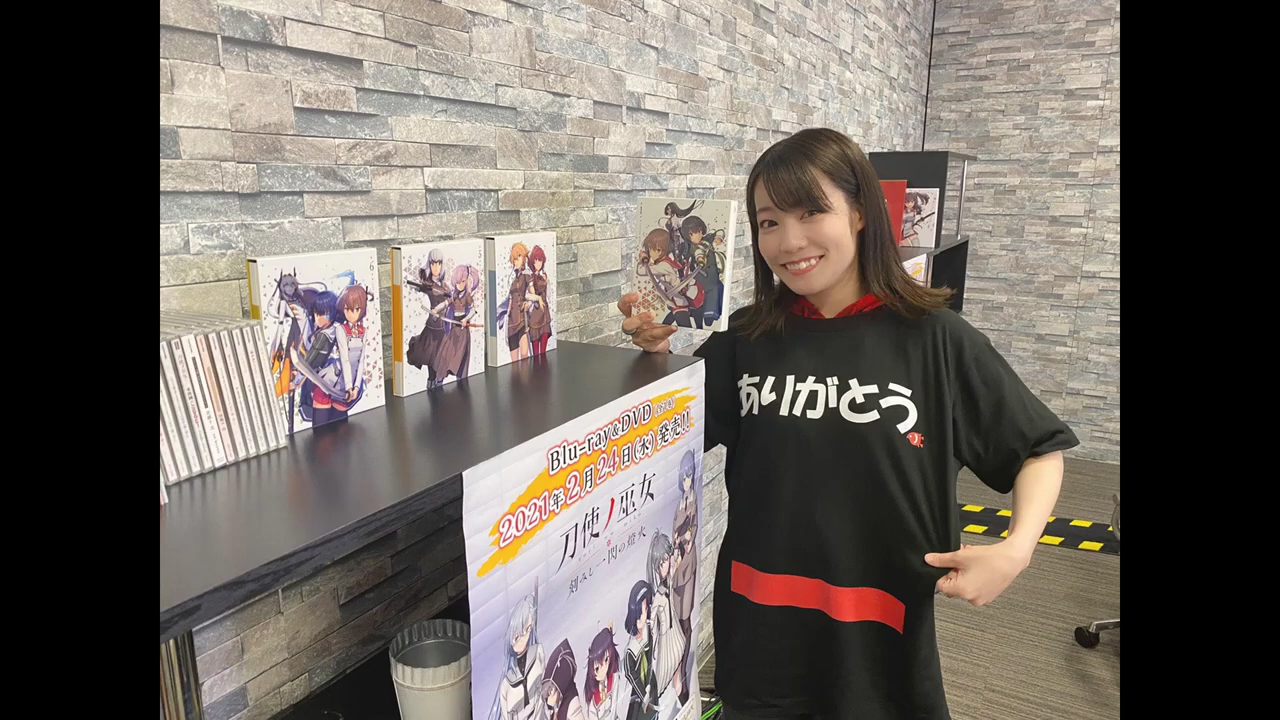 ありがとう
Blu-ray&DVD
2021年2月24日(水)発売!!
刀使ノ巫女
刻みし一閃の燈火